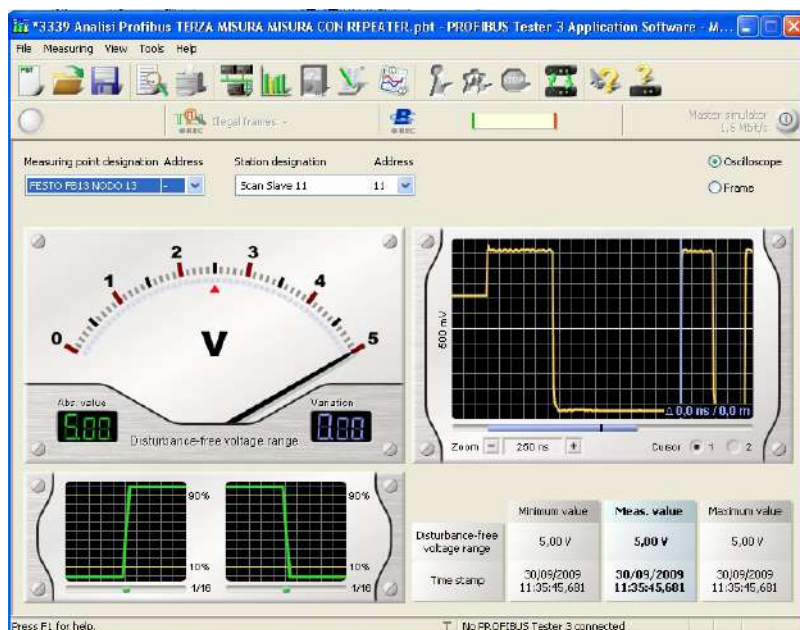 *3339 Analisi Profibus TERZA MISURA MISURA CON REPEATER.pbt - PROFIBUS Tester 3 Application Software - M...
File Measuring View Tools Help
REC Illegal frames: -
REC
Master simulator
1,5 Mbit/s
Measuring point designation Address
FESTO FB13 NODO 13 -
Station designation Address
Scan Slave 11 11
Oscilloscope
Frame
0 1 2 3 4 5
V
Abs. value
5.00
Variation
0.00
Disturbance-free voltage range
600 mV
Δ 0,0 ns / 0,0 m
Zoom 250 ns
Cursor 1 2
90%
10%
1/16
90%
10%
1/16
Minimum value Meas. value Maximum value
Disturbance-free voltage range 5,00 V 5,00 V 5,00 V
Time stamp 30/09/2009 11:35:45,681 30/09/2009 11:35:45,681 30/09/2009 11:35:45,681
Press F1 for help.
No PROFIBUS Tester 3 connected